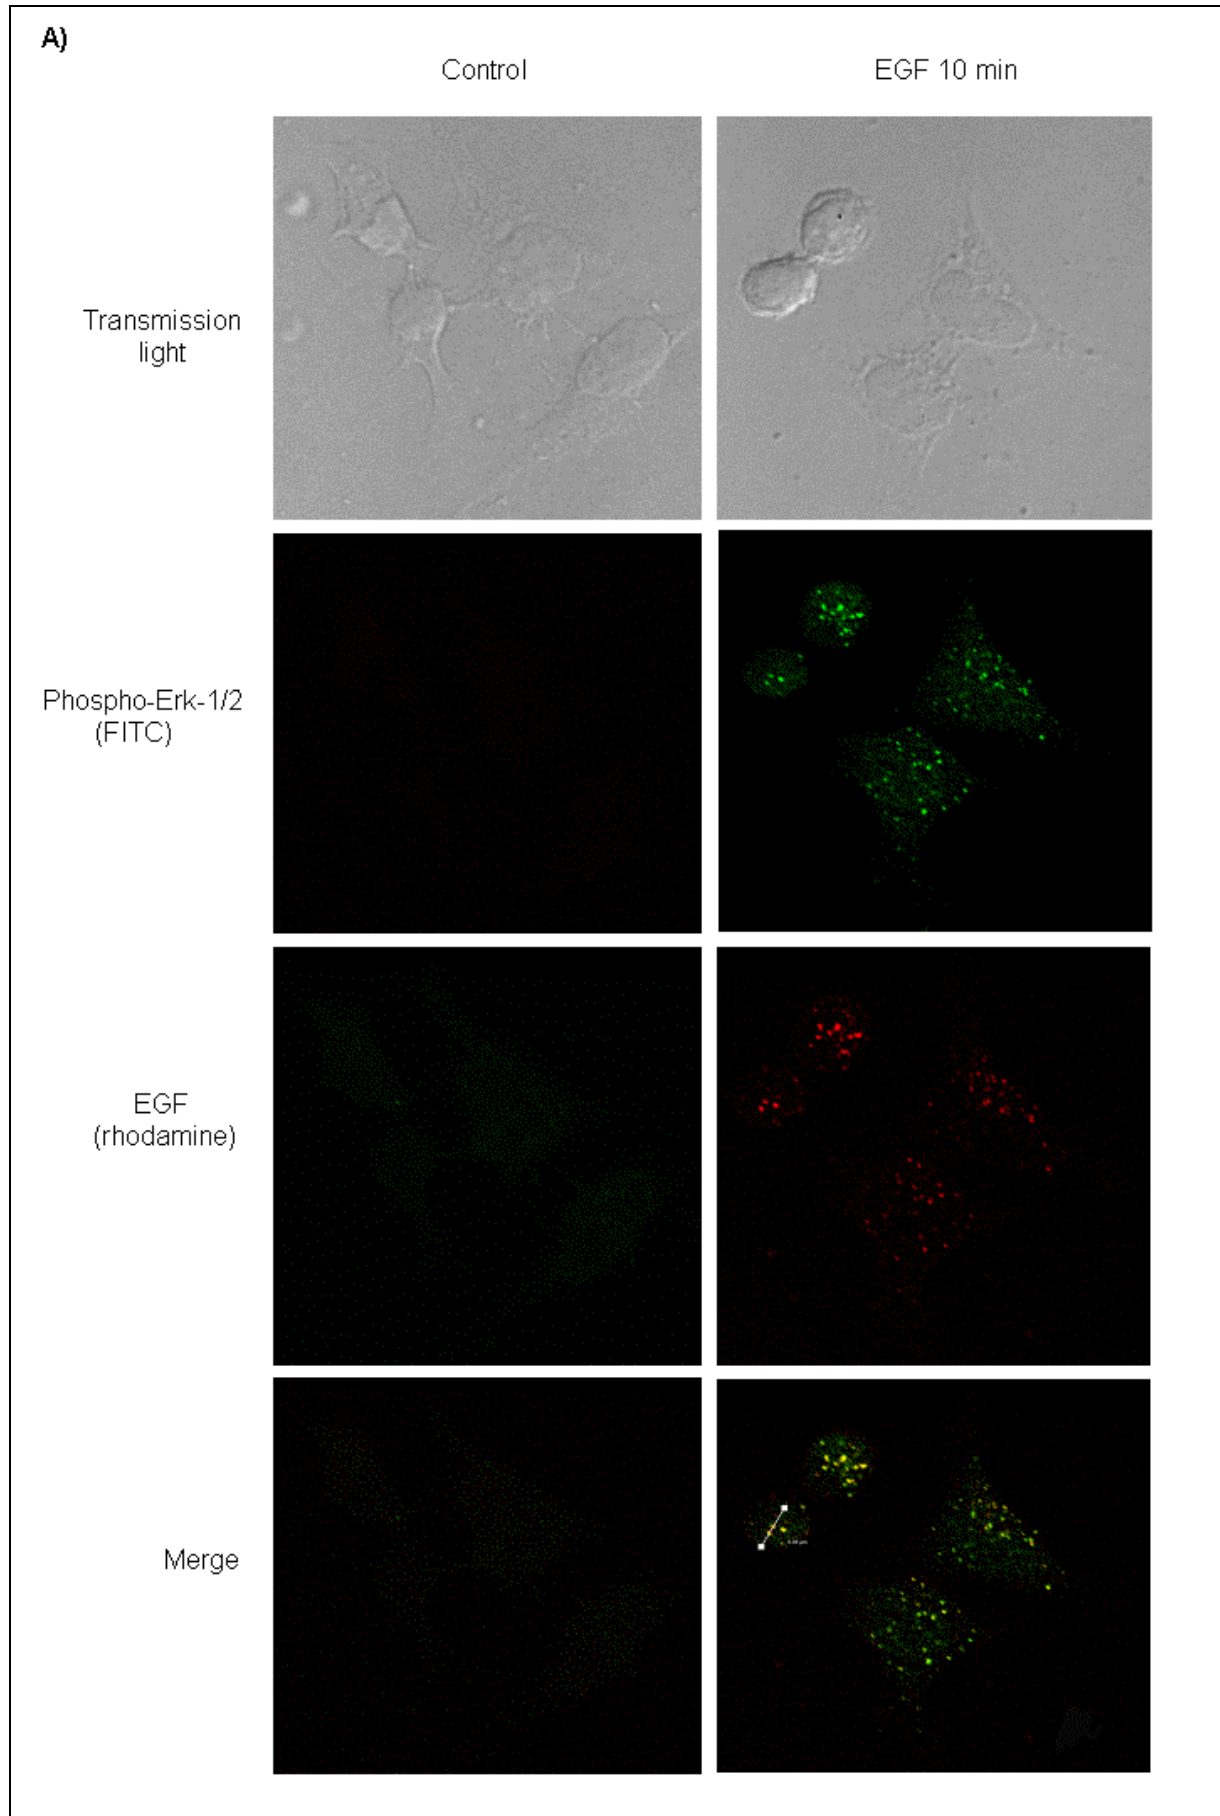 A)
Control
EGF 10 min
Transmission
light
Phospho-Erk-1/2
(FITC)
EGF
(rhodamine)
Merge